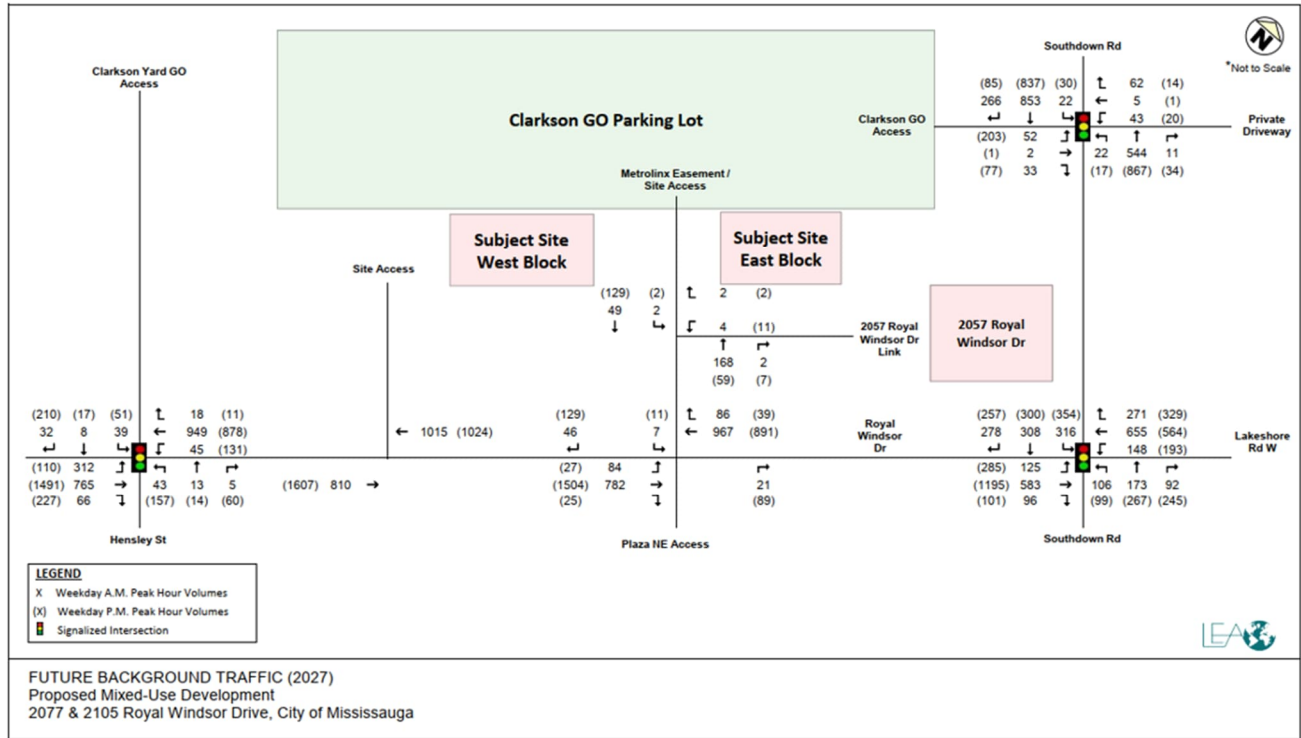 Clarkson Yard GO
Access
Southdown Rd
N
*Not to Scale
Clarkson GO Parking Lot
Clarkson GO
Access
Private
Driveway
(85) (837) (30) 62 (14)
266 853 22 ← 5 (1)
↓ 43 (20)
(203) 52 ↑
(1) 2 → 22 544 11
(77) 33 (17) (867) (34)
Metrolinx Easement /
Site Access
Subject Site
West Block
Subject Site
East Block
Site Access
(129) (2) 2 (2)
49 2
↓ 4 (11)
↑
168 2
(59) (7)
2057 Royal
Windsor Dr
Link
2057 Royal
Windsor Dr
(210) (17) (51) 18 (11)
32 8 39 ← 949 (878)
↓ 45 (131)
(110) 312 ↑
(1491) 765 → 43 13 5
(227) 66 (157) (14) (60)
Hensley St
← 1015 (1024)
(1607) 810 →
(129) (11) 86 (39)
46 7 ← 967 (891)
(27) 84
(1504) 782 → 21
(25) (89)
Plaza NE Access
Royal
Windsor
Dr
(257) (300) (354) 271 (329)
278 308 316 ← 655 (564)
↓ 148 (193)
(285) 125 ↑
(1195) 583 → 106 173 92
(101) 96 (99) (267) (245)
Lakeshore
Rd W
Southdown Rd
LEGEND
X Weekday A.M. Peak Hour Volumes
(X) Weekday P.M. Peak Hour Volumes
Signalized Intersection
LEA
FUTURE BACKGROUND TRAFFIC (2027)
Proposed Mixed-Use Development
2077 & 2105 Royal Windsor Drive, City of Mississauga